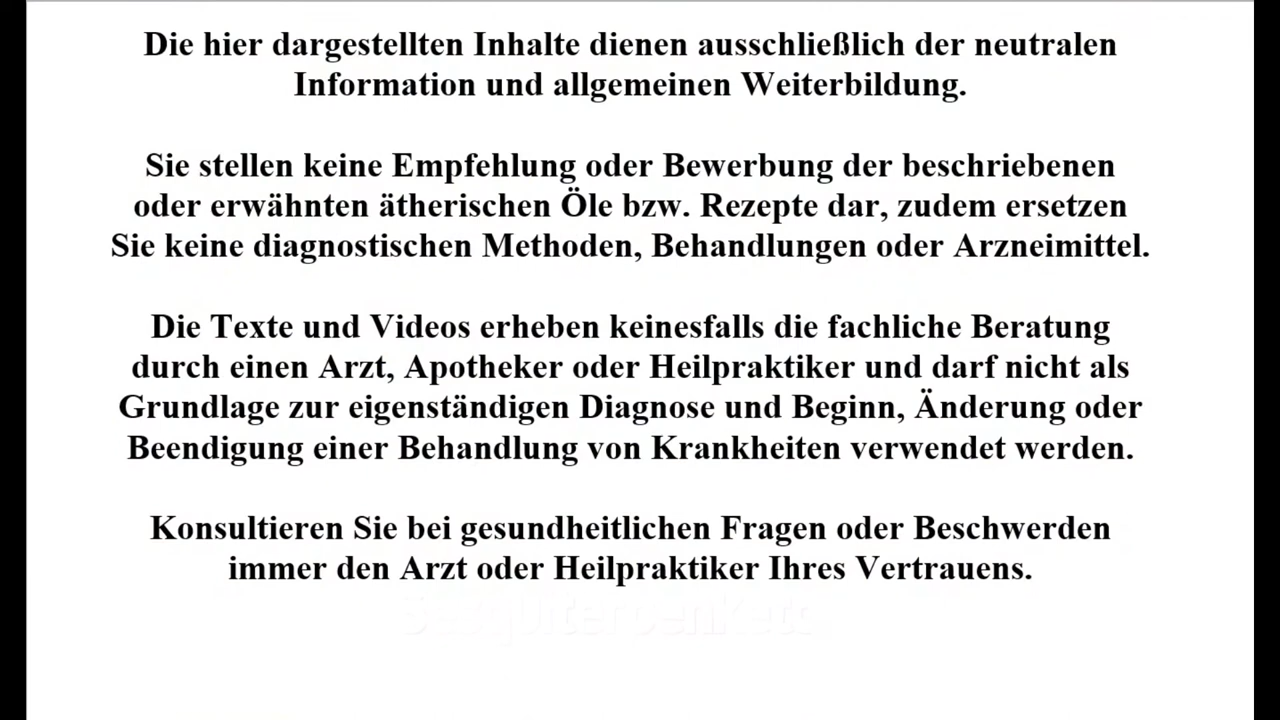 Die hier dargestellten Inhalte dienen ausschließlich der neutralen
Information und allgemeinen Weiterbildung.
Sie stellen keine Empfehlung oder Bewerbung der beschriebenen
oder erwähnten ätherischen Öle bzw. Rezepte dar, zudem ersetzen
Sie keine diagnostischen Methoden, Behandlungen oder Arzneimittel.
Die Texte und Videos erheben keinesfalls die fachliche Beratung
durch einen Arzt, Apotheker oder Heilpraktiker und darf nicht als
Grundlage zur eigenständigen Diagnose und Beginn, Änderung oder
Beendigung einer Behandlung von Krankheiten verwendet werden.
Konsultieren Sie bei gesundheitlichen Fragen oder Beschwerden
immer den Arzt oder Heilpraktiker Ihres Vertrauens.